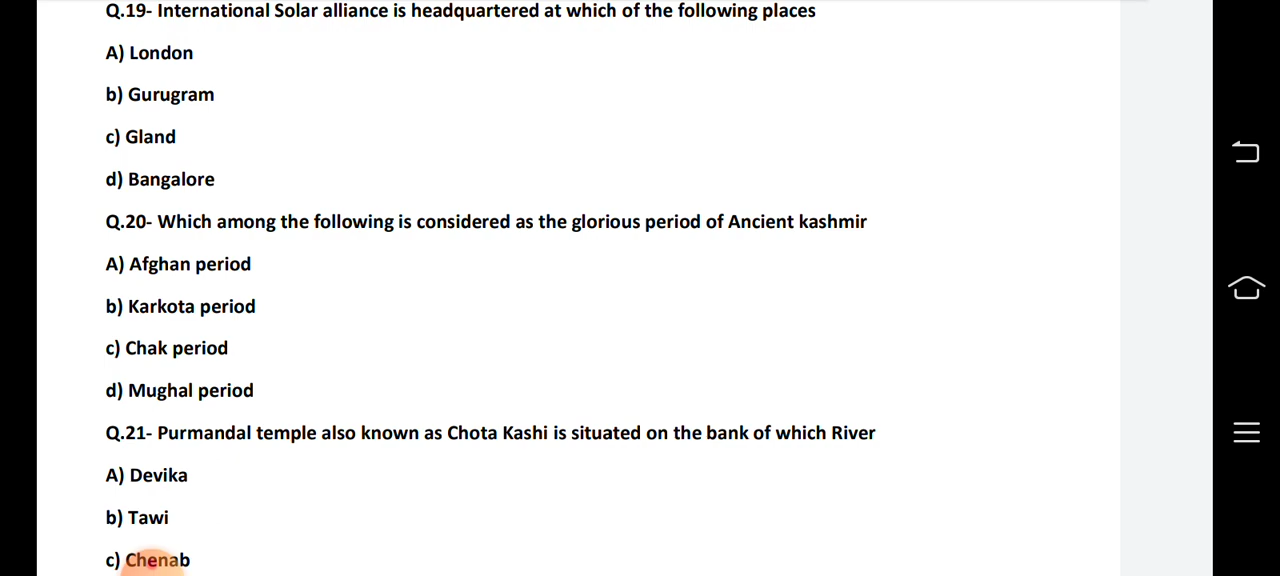 Q.19- International Solar alliance is headquartered at which of the following places
A) London
b) Gurugram
c) Gland
d) Bangalore
Q.20- Which among the following is considered as the glorious period of Ancient kashmir
A) Afghan period
b) Karkota period
c) Chak period
d) Mughal period
Q.21- Purmandal temple also known as Chota Kashi is situated on the bank of which River
A) Devika
b) Tawi
c) Chenab